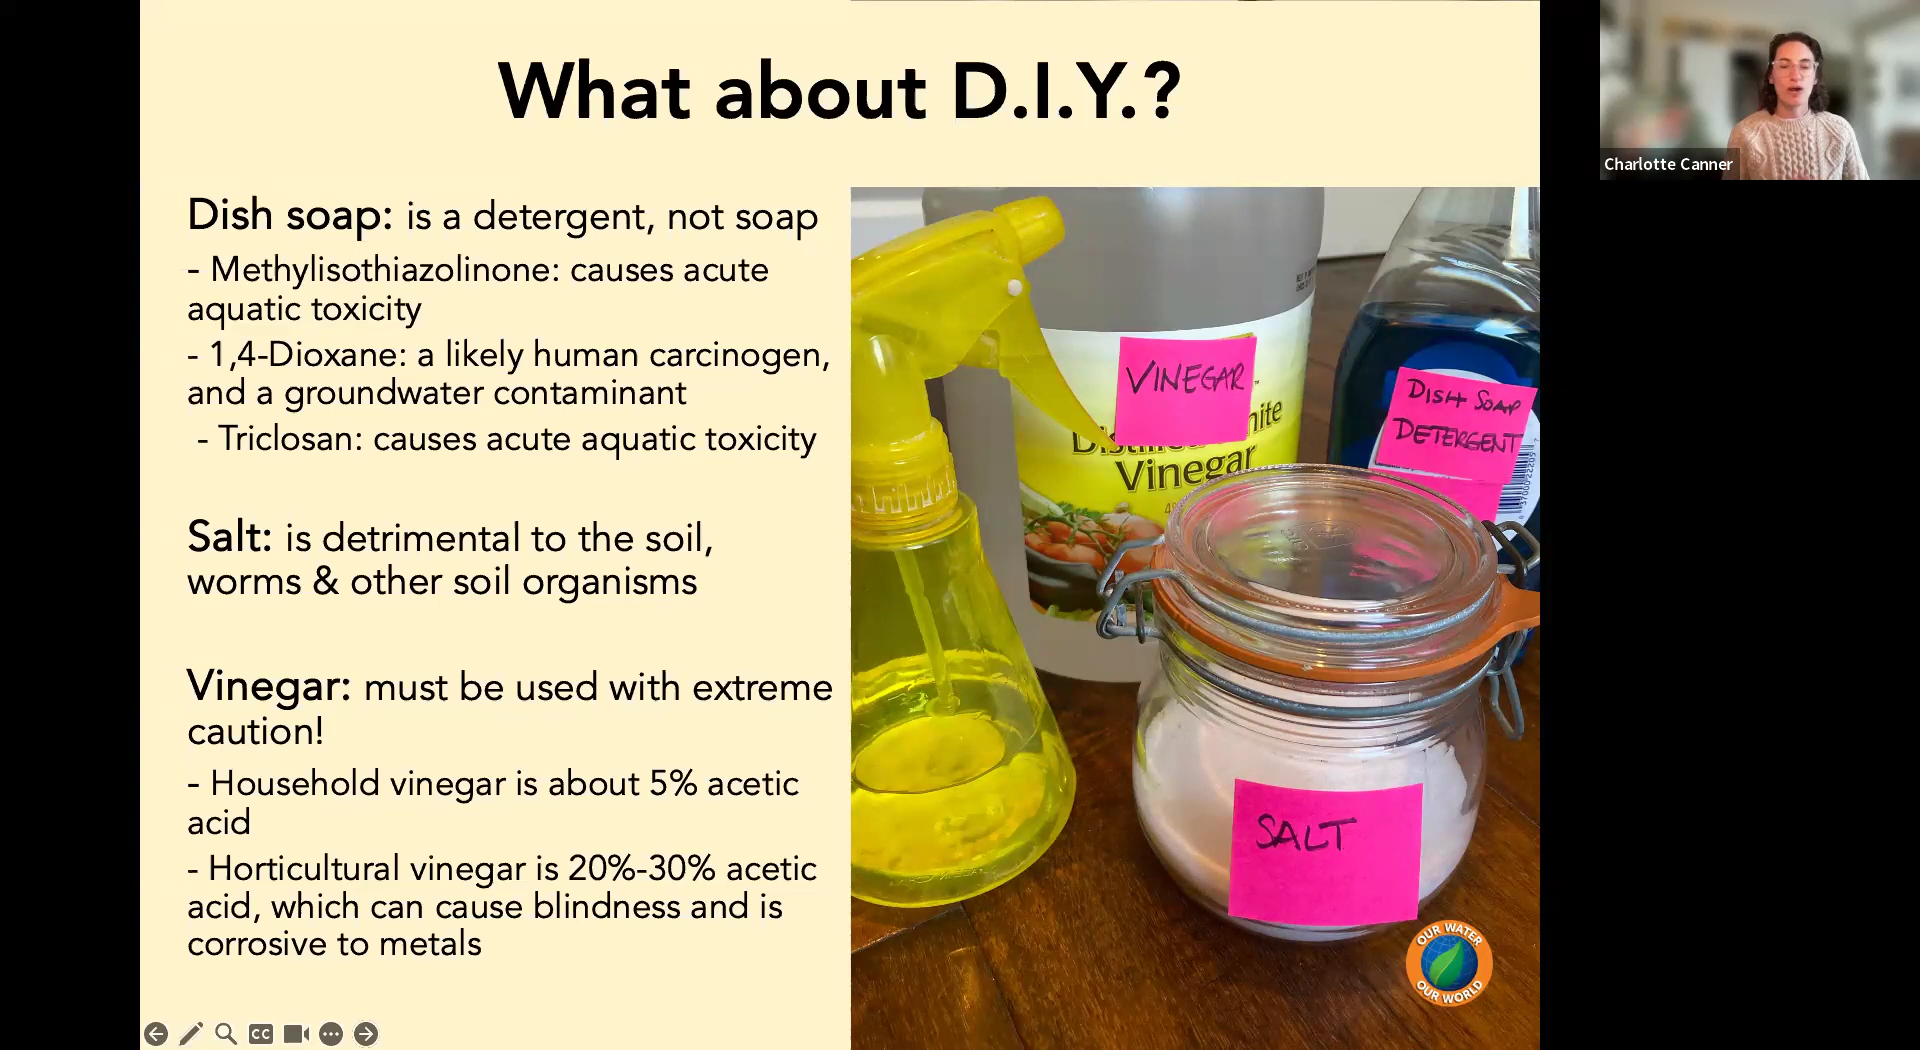 What about D.I.Y.?
Charlotte Canner
Dish soap: is a detergent, not soap
- Methylisothiazolinone: causes acute
aquatic toxicity
- 1,4-Dioxane: a likely human carcinogen,
and a groundwater contaminant
- Triclosan: causes acute aquatic toxicity
Salt: is detrimental to the soil,
worms & other soil organisms
Vinegar: must be used with extreme
caution!
- Household vinegar is about 5% acetic
acid
- Horticultural vinegar is 20%-30% acetic
acid, which can cause blindness and is
corrosive to metals
VINEGAR
Vinegar
DISH SOAP
DETERGENT
SALT
OUR WATER
OUR WORLD
CC